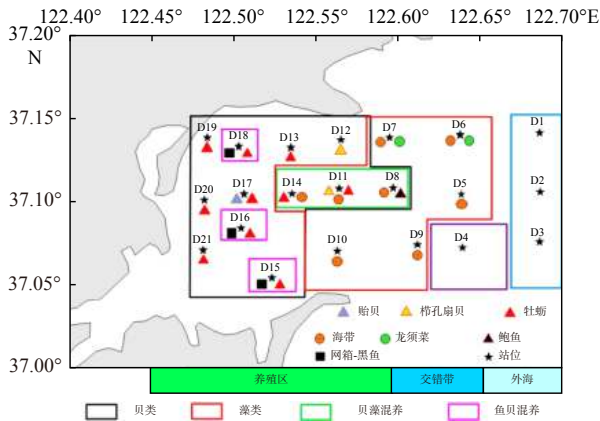 122.40° 122.45° 122.50° 122.55° 122.60° 122.65° 122.70°E
37.20°
N
37.15°
37.10°
37.05°
37.00°
D19 D18 D13 D12 D7 D6 D1
D20 D17 D14 D11 D8 D5 D2
D21 D16 D10 D9 D4 D3
D15
贻贝 栉孔扇贝 牡蛎
海带 龙须菜 鲍鱼
网箱-黑鱼 站位
养殖区 交错带 外海
贝类 藻类 贝藻混养 鱼贝混养